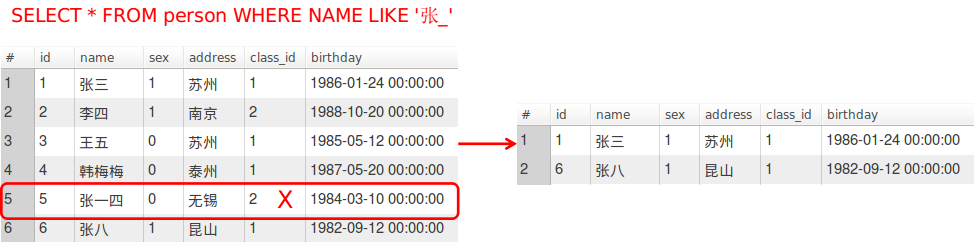 SELECT * FROM person WHERE NAME LIKE '张_'
# id name sex address class_id birthday
1 1 张三 1 苏州 1 1986-01-24 00:00:00
2 2 李四 1 南京 2 1988-10-20 00:00:00
3 3 王五 0 苏州 1 1985-05-12 00:00:00
4 4 韩梅梅 0 泰州 1 1987-05-20 00:00:00
5 5 张一四 0 无锡 2 X 1984-03-10 00:00:00
6 6 张八 1 昆山 1 1982-09-12 00:00:00
# id name sex address class_id birthday
1 1 张三 1 苏州 1 1986-01-24 00:00:00
2 6 张八 1 昆山 1 1982-09-12 00:00:00